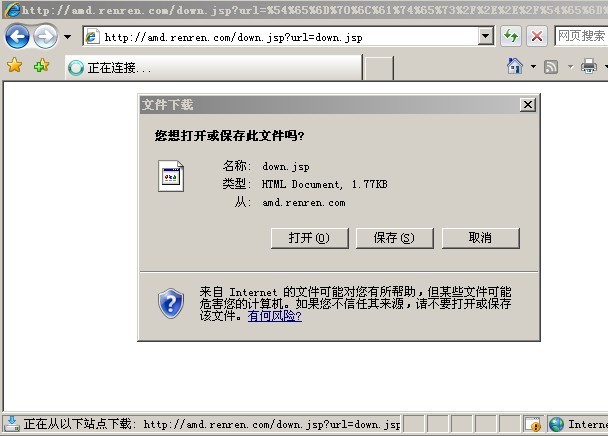 http://amd.renren.com/down.jsp?url=%54%65%6D%70%6C%61%74%65%73%2F%2E%2E%2F%54%65%6D%
http://amd.renren.com/down.jsp?url=down.jsp
网页搜索
正在连接...
文件下载
您想打开或保存此文件吗?
名称: down.jsp
类型: HTML Document, 1.77KB
从: amd.renren.com
打开(O) 保存(S) 取消
来自 Internet 的文件可能对您有所帮助，但某些文件可能
危害您的计算机。如果您不信任其来源，请不要打开或保存
该文件。有何风险?
正在从以下站点下载: http://amd.renren.com/down.jsp?url=down.jsp
Interne